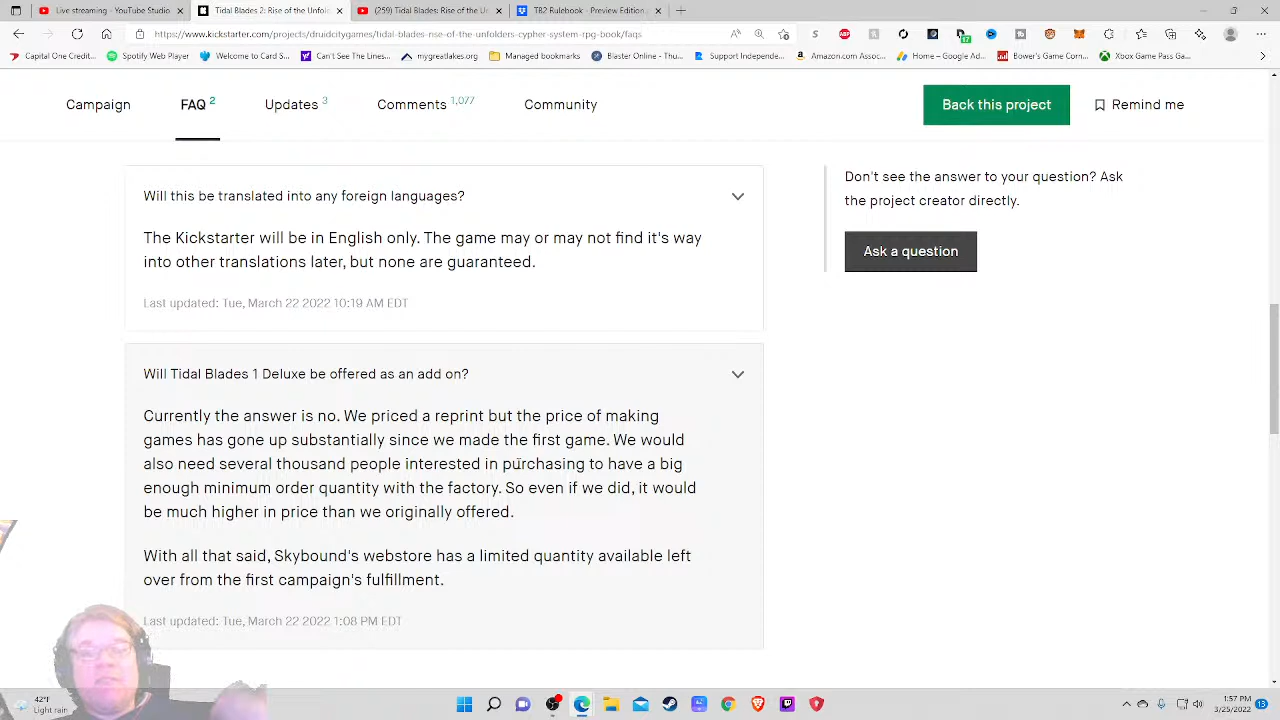 Live streaming - YouTube Studio
Tidal Blades 2: Rise of the Unfol
(259) Tidal Blades: Rise of the Un
TB2 Rulebook - Preview Edition
https://www.kickstarter.com/projects/druidcitygames/tidal-blades-rise-of-the-unfolders-cypher-system-rpg-book/faqs
Capital One Credit...
Spotify Web Player
Welcome to Con G...
Can't See The Lines...
mygreatlakes.org
Managed bookmarks
Blaster Online - Thu...
Support Independe...
Amazon.com Assoc...
Home – Google Ad...
Bower's Game Corn...
Xbox Game Pass Ga...
Campaign
FAQ 2
Updates 3
Comments 1,077
Community
Back this project
Remind me
Will this be translated into any foreign languages?
The Kickstarter will be in English only. The game may or may not find it's way
into other translations later, but none are guaranteed.
Last updated: Tue, March 22 2022 10:19 AM EDT
Don't see the answer to your question? Ask
the project creator directly.
Ask a question
Will Tidal Blades 1 Deluxe be offered as an add on?
Currently the answer is no. We priced a reprint but the price of making
games has gone up substantially since we made the first game. We would
also need several thousand people interested in purchasing to have a big
enough minimum order quantity with the factory. So even if we did, it would
be much higher in price than we originally offered.
With all that said, Skybound's webstore has a limited quantity available left
over from the first campaign's fulfillment.
Last updated: Tue, March 22 2022 1:08 PM EDT
42°F
Light rain
1:57 PM
3/25/2022